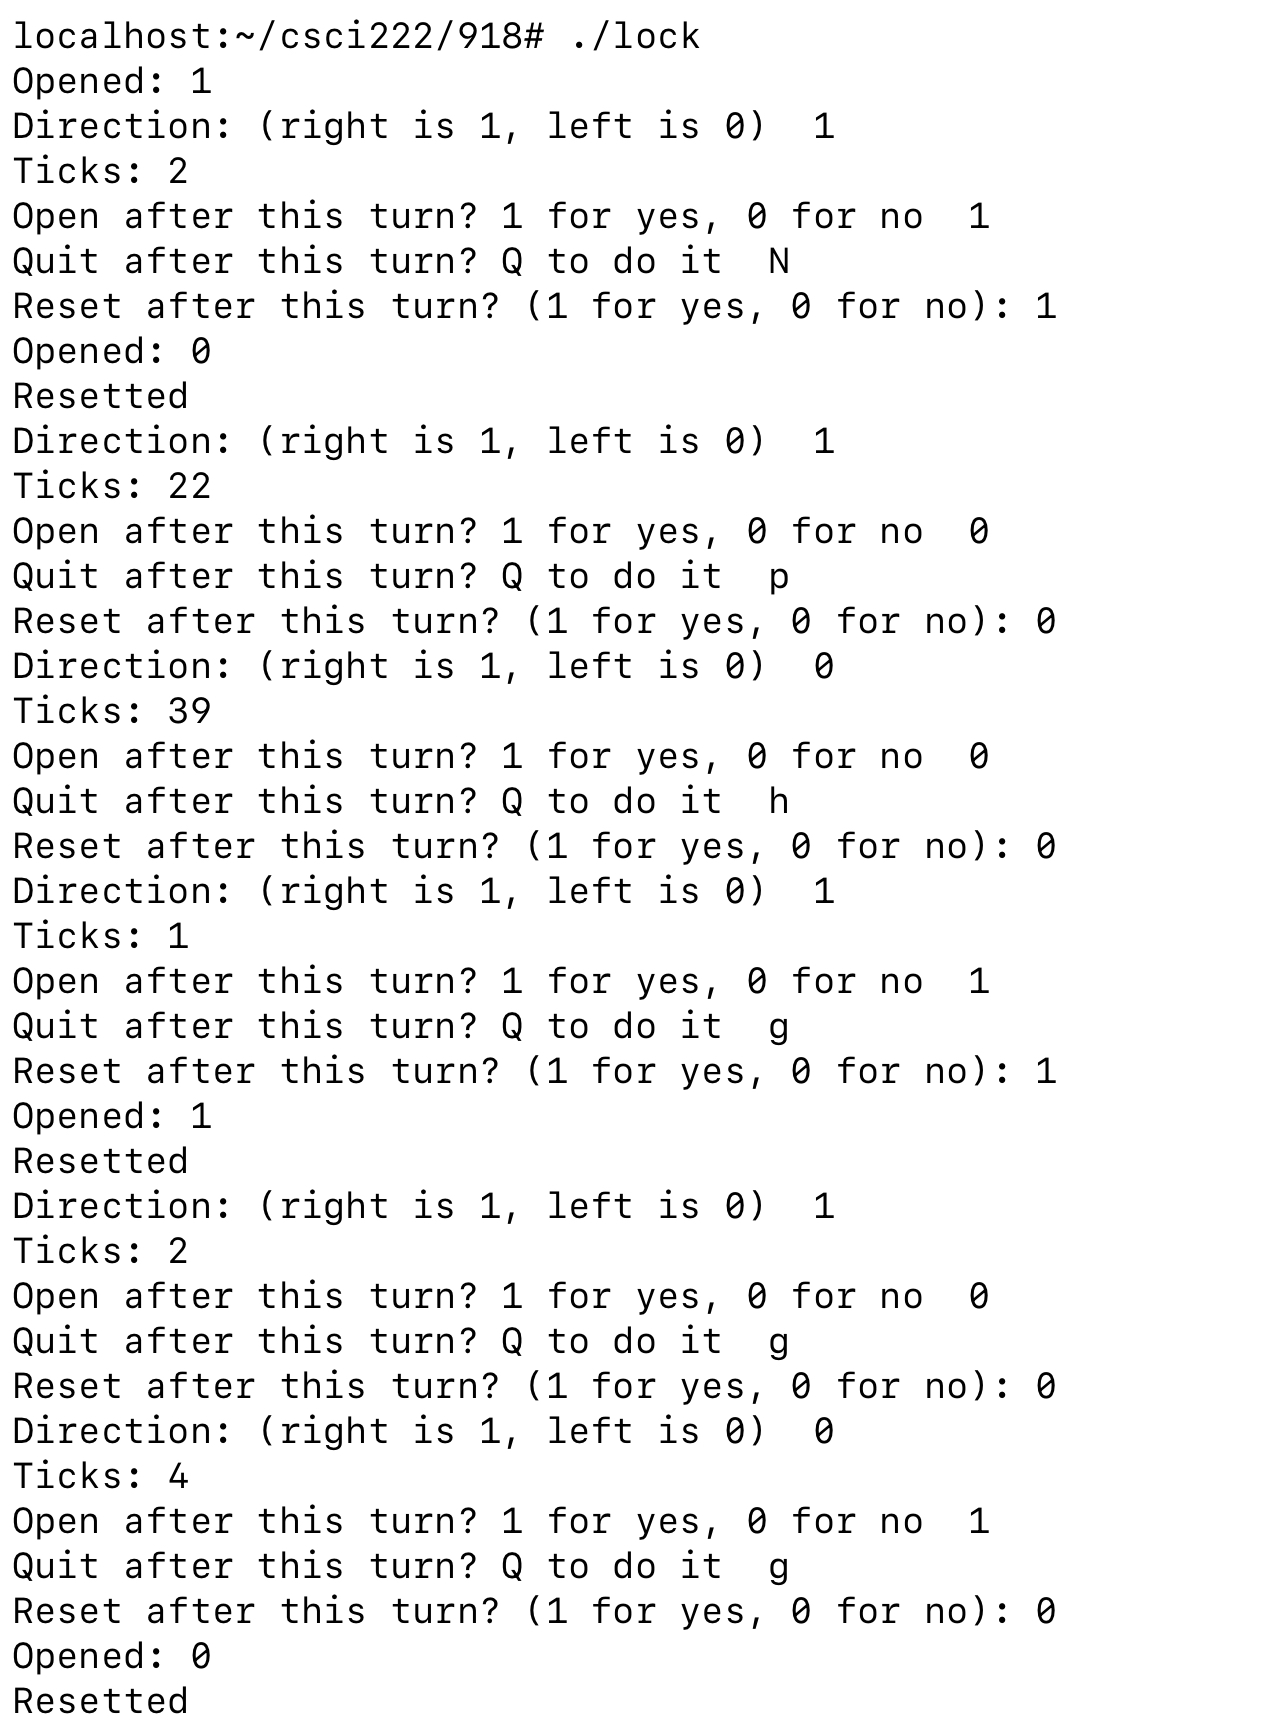 localhost:~/csci222/918# ./lock
Opened: 1
Direction: (right is 1, left is 0)  1
Ticks: 2
Open after this turn? 1 for yes, 0 for no  1
Quit after this turn? Q to do it  N
Reset after this turn? (1 for yes, 0 for no): 1
Opened: 0
Resetted
Direction: (right is 1, left is 0)  1
Ticks: 22
Open after this turn? 1 for yes, 0 for no  0
Quit after this turn? Q to do it  p
Reset after this turn? (1 for yes, 0 for no): 0
Direction: (right is 1, left is 0)  0
Ticks: 39
Open after this turn? 1 for yes, 0 for no  0
Quit after this turn? Q to do it  h
Reset after this turn? (1 for yes, 0 for no): 0
Direction: (right is 1, left is 0)  1
Ticks: 1
Open after this turn? 1 for yes, 0 for no  1
Quit after this turn? Q to do it  g
Reset after this turn? (1 for yes, 0 for no): 1
Opened: 1
Resetted
Direction: (right is 1, left is 0)  1
Ticks: 2
Open after this turn? 1 for yes, 0 for no  0
Quit after this turn? Q to do it  g
Reset after this turn? (1 for yes, 0 for no): 0
Direction: (right is 1, left is 0)  0
Ticks: 4
Open after this turn? 1 for yes, 0 for no  1
Quit after this turn? Q to do it  g
Reset after this turn? (1 for yes, 0 for no): 0
Opened: 0
Resetted